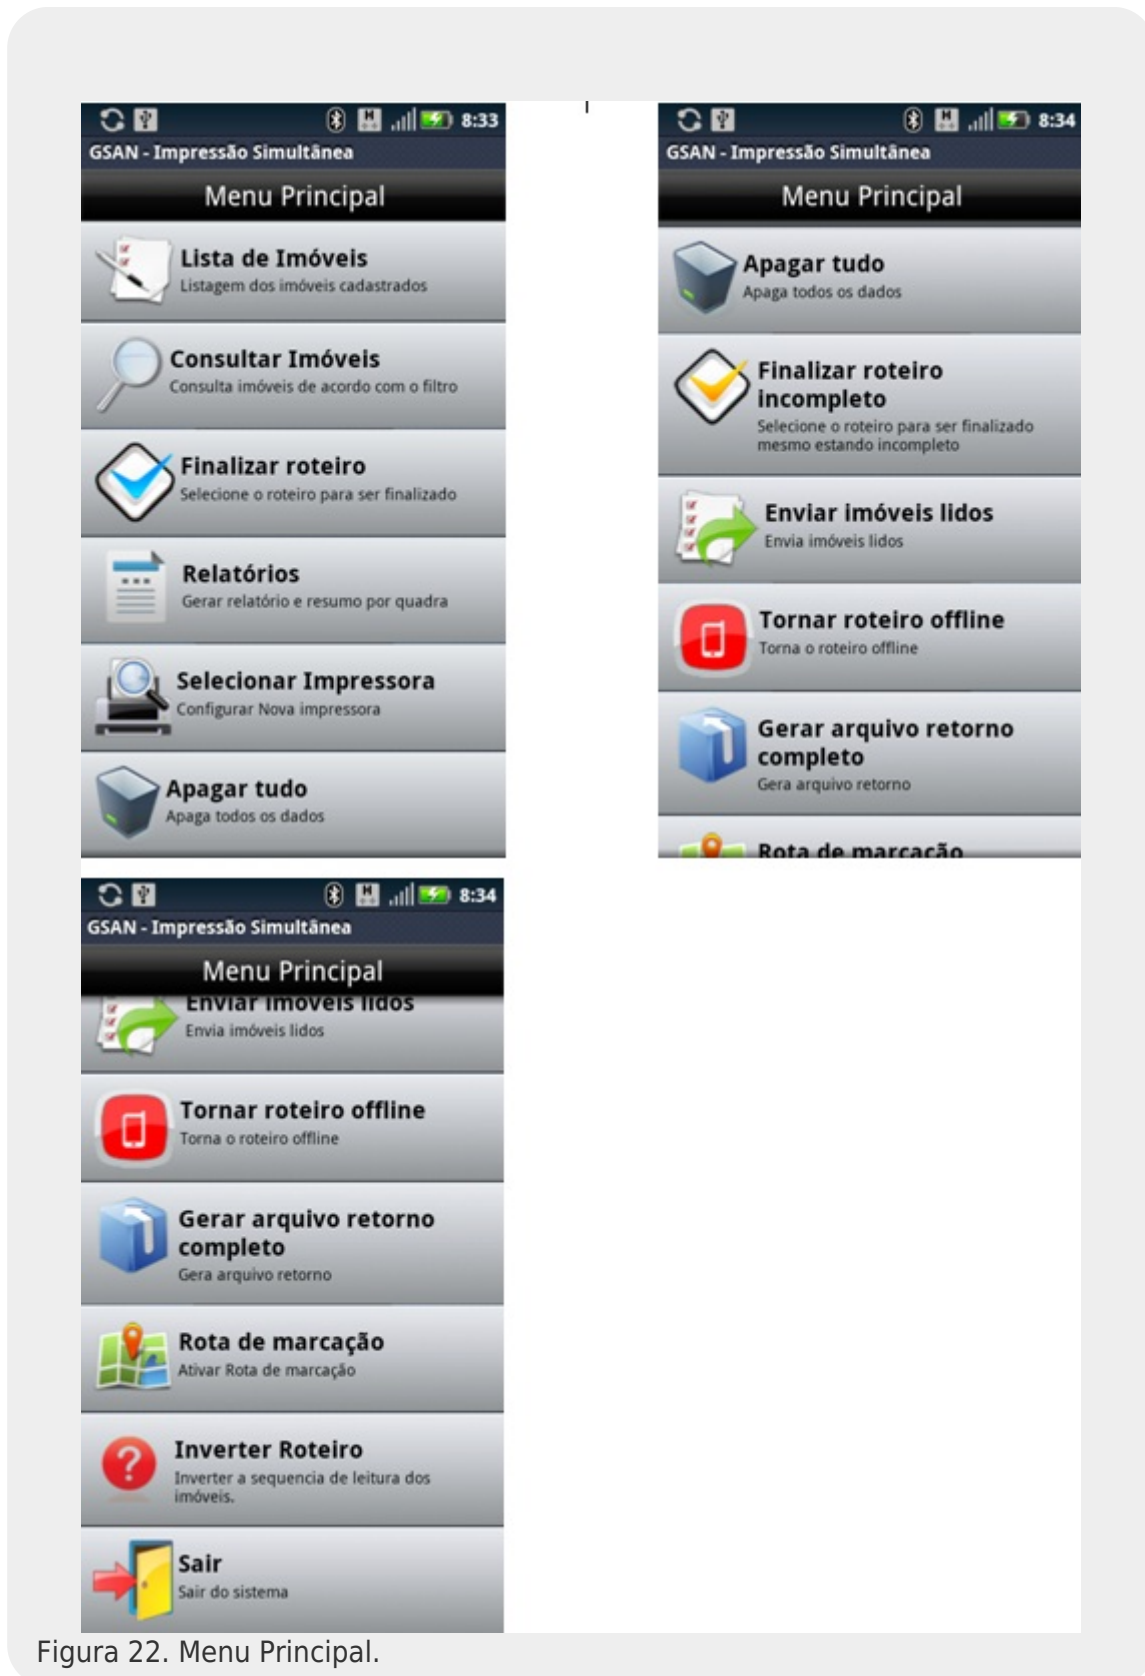 8:33
GSAN - Impressão Simultânea
Menu Principal
Lista de Imóveis
Listagem dos imóveis cadastrados
Consultar Imóveis
Consulta imóveis de acordo com o filtro
Finalizar roteiro
Selecione o roteiro para ser finalizado
Relatórios
Gerar relatório e resumo por quadra
Selecionar Impressora
Configurar Nova impressora
Apagar tudo
Apaga todos os dados
8:34
GSAN - Impressão Simultânea
Menu Principal
Apagar tudo
Apaga todos os dados
Finalizar roteiro
incompleto
Selecione o roteiro para ser finalizado
mesmo estando incompleto
Enviar imóveis lidos
Envia imóveis lidos
Tornar roteiro offline
Torna o roteiro offline
Gerar arquivo retorno
completo
Gera arquivo retorno
Rota de marcação
8:34
GSAN - Impressão Simultânea
Menu Principal
Enviar imóveis lidos
Envia imóveis lidos
Tornar roteiro offline
Torna o roteiro offline
Gerar arquivo retorno
completo
Gera arquivo retorno
Rota de marcação
Ativar Rota de marcação
Inverter Roteiro
Inverter a sequencia de leitura dos
imóveis.
Sair
Sair do sistema
Figura 22. Menu Principal.